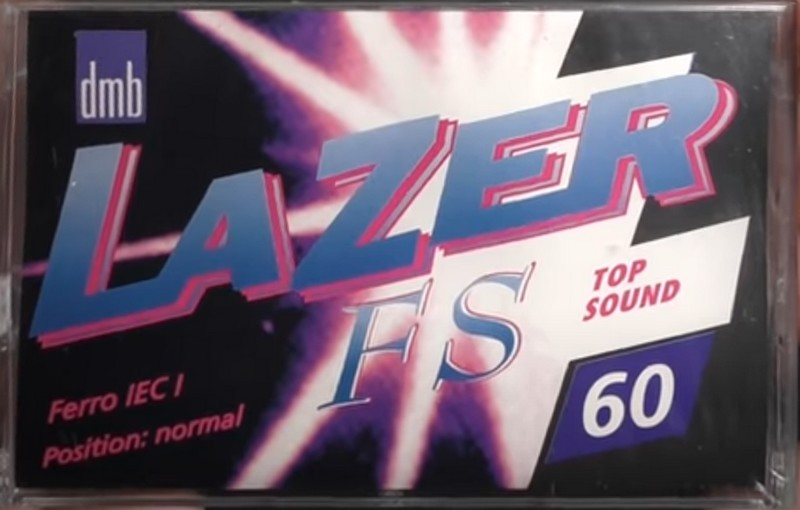 dmb
LAZER
FS
TOP
SOUND
60
Ferro IEC I
Position: normal